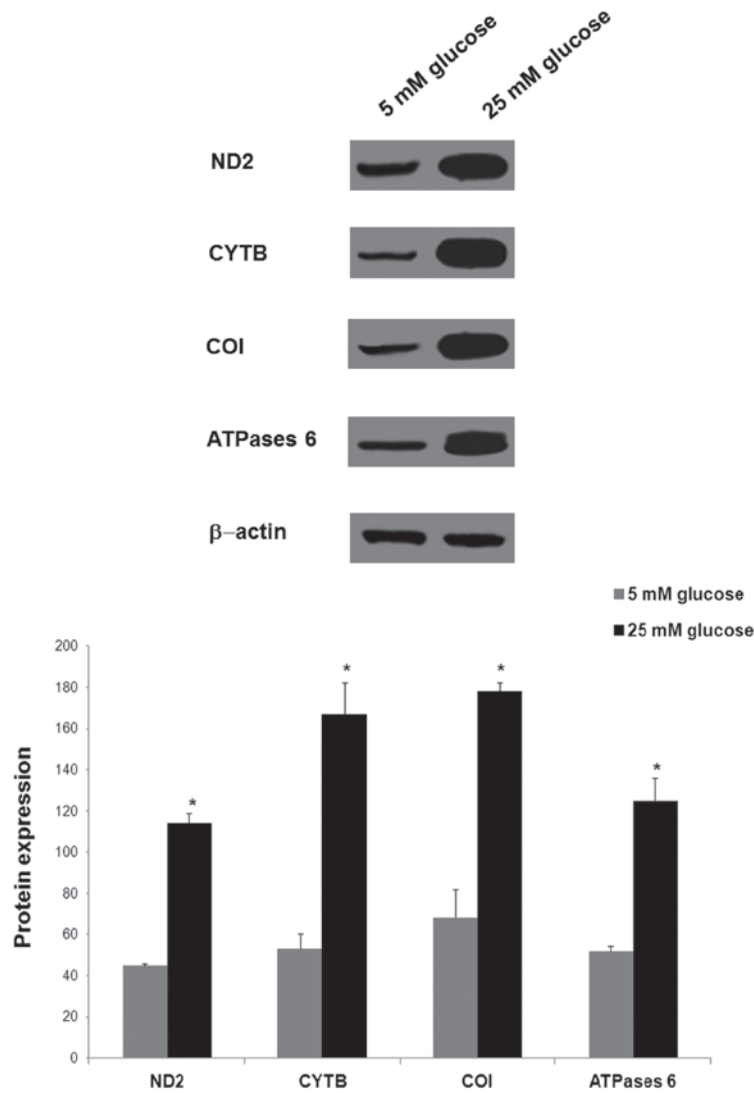 5 mM glucose
25 mM glucose
ND2
CYTB
COI
ATPases 6
β–actin
5 mM glucose
25 mM glucose
200
180
160
140
120
100
80
60
40
20
0
Protein expression
*
*
*
*
ND2 CYTB COI ATPases 6